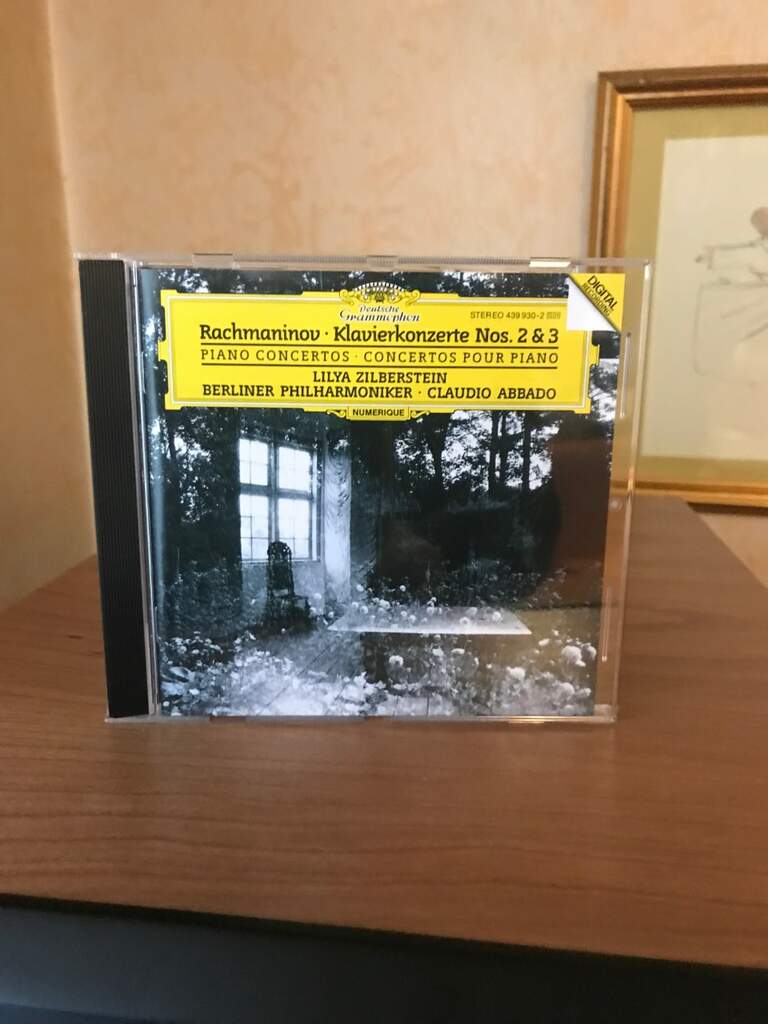 DIGITAL
RECORDING
Deutsche
Grammophon
STEREO 439 930-2
Rachmaninov · Klavierkonzerte Nos. 2 & 3
PIANO CONCERTOS · CONCERTOS POUR PIANO
LILYA ZILBERSTEIN
BERLINER PHILHARMONIKER · CLAUDIO ABBADO
NUMERIQUE